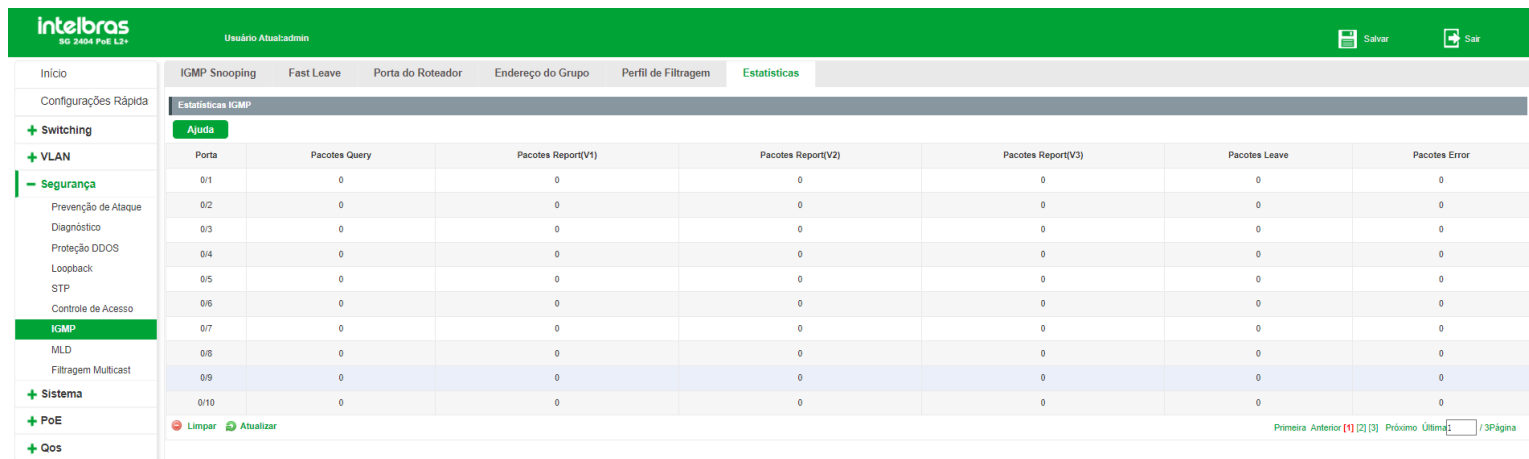 intelbras
SG 2404 PoE L2+
Usuário Atual:admin
Salvar
Sair
Início
Configurações Rápida
Switching
VLAN
Segurança
Prevenção de Ataque
Diagnóstico
Proteção DDOS
Loopback
STP
Controle de Acesso
IGMP
MLD
Filtragem Multicast
Sistema
PoE
Qos
IGMP Snooping Fast Leave Porta do Roteador Endereço do Grupo Perfil de Filtragem Estatísticas
Estatísticas IGMP
Ajuda
Porta Pacotes Query Pacotes Report(V1) Pacotes Report(V2) Pacotes Report(V3) Pacotes Leave Pacotes Error
0/1 0 0 0 0 0 0
0/2 0 0 0 0 0 0
0/3 0 0 0 0 0 0
0/4 0 0 0 0 0 0
0/5 0 0 0 0 0 0
0/6 0 0 0 0 0 0
0/7 0 0 0 0 0 0
0/8 0 0 0 0 0 0
0/9 0 0 0 0 0 0
0/10 0 0 0 0 0 0
Limpar Atualizar
Primeira Anterior [1] [2] [3] Próximo Última 1 / 3Página